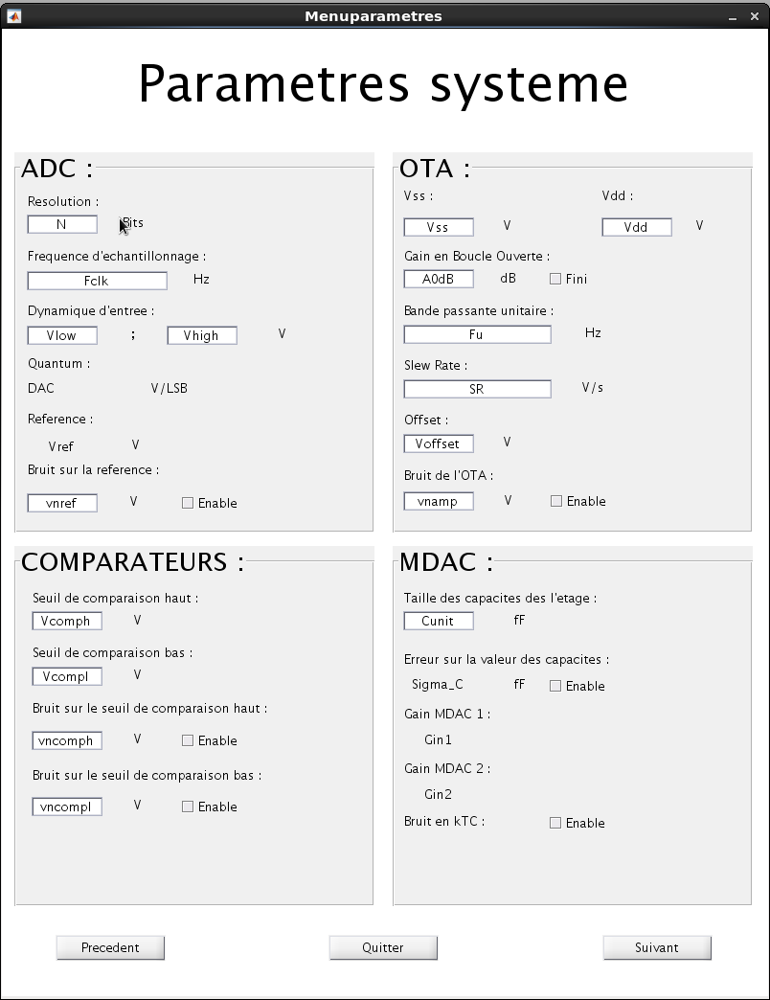 Menuparametres
Parametres systeme
ADC :
Resolution :
N Bits
Frequence d'echantillonnage :
Fclk Hz
Dynamique d'entree :
Vlow ; Vhigh V
Quantum :
DAC V/LSB
Reference :
Vref V
Bruit sur la reference :
vnref V Enable
OTA :
Vss : Vdd :
Vss V Vdd V
Gain en Boucle Ouverte :
A0dB dB Fini
Bande passante unitaire :
Fu Hz
Slew Rate :
SR V/s
Offset :
Voffset V
Bruit de l'OTA :
vnamp V Enable
COMPARATEURS :
Seuil de comparaison haut :
Vcomph V
Seuil de comparaison bas :
Vcompl V
Bruit sur le seuil de comparaison haut :
vncomph V Enable
Bruit sur le seuil de comparaison bas :
vncompl V Enable
MDAC :
Taille des capacites des l'etage :
Cunit fF
Erreur sur la valeur des capacites :
Sigma_C fF Enable
Gain MDAC 1 :
Gin1
Gain MDAC 2 :
Gin2
Bruit en kTC : Enable
Precedent Quitter Suivant